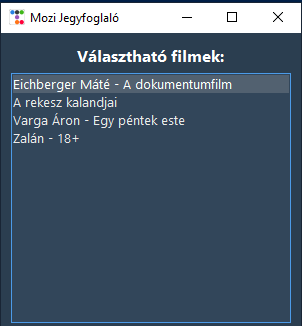 Mozi Jegyfoglaló
Választható filmek:
Eichberger Máté - A dokumentumfilm
A rekesz kalandjai
Varga Áron - Egy péntek este
Zalán - 18+